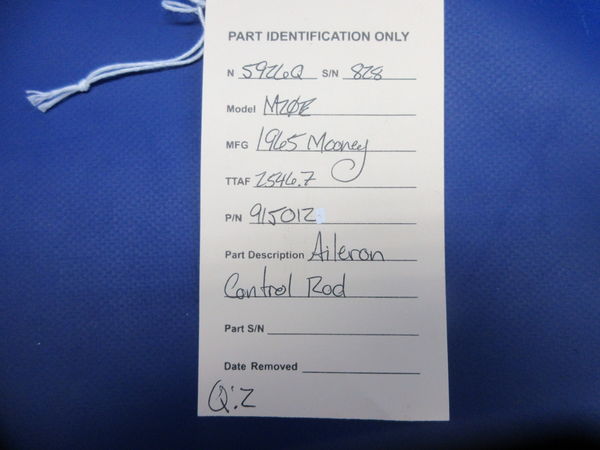 PART IDENTIFICATION ONLY
N 5926Q S/N 828
Model M20E
MFG 1965 Mooney
TTAF 2546.7
P/N 915012
Part Description Aileron
Control Rod
Part S/N
Date Removed
Q:2